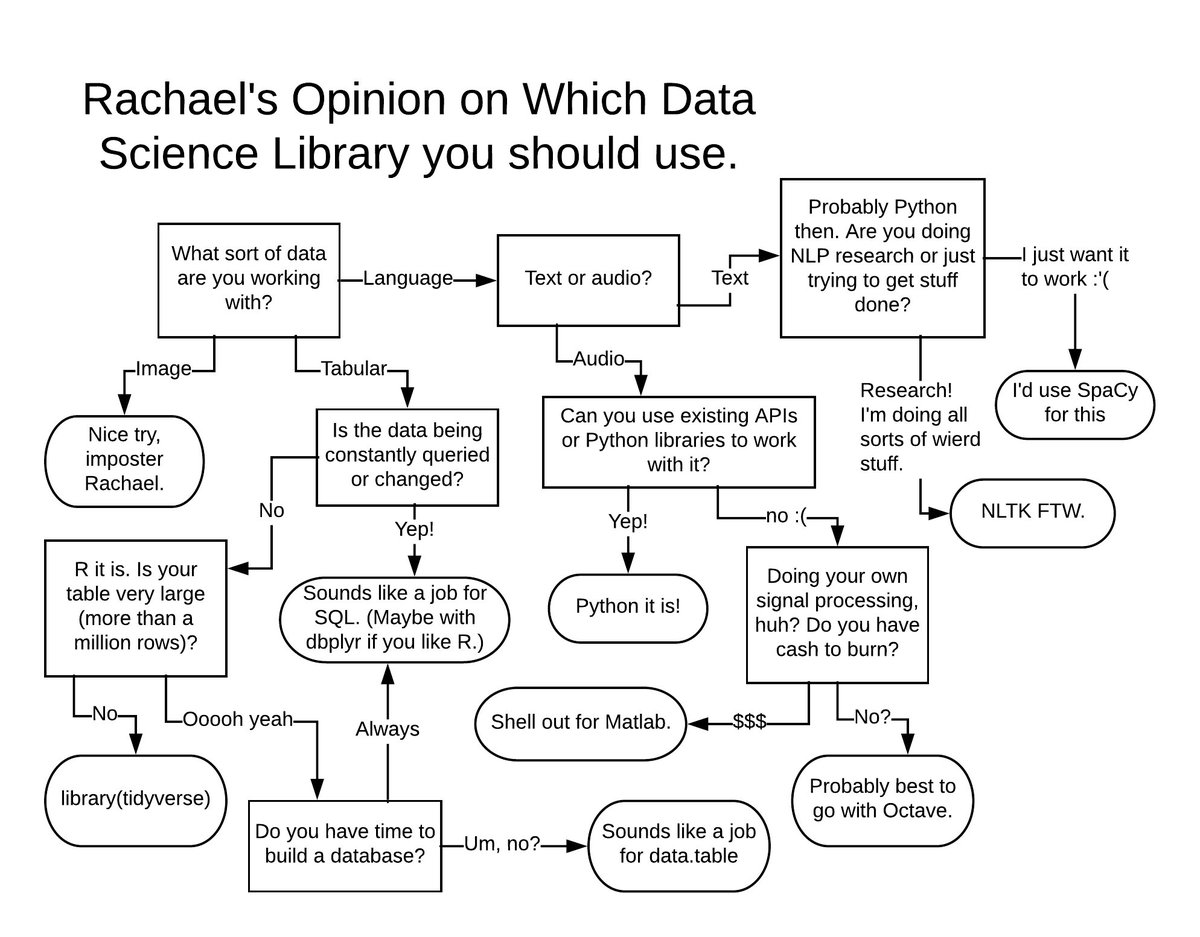 Rachael's Opinion on Which Data
Science Library you should use.
What sort of data
are you working
with?
Language
Text or audio?
Text
Probably Python
then. Are you doing
NLP research or just
trying to get stuff
done?
I just want it
to work :'(
I'd use SpaCy
for this
Research!
I'm doing all
sorts of wierd
stuff.
NLTK FTW.
Image
Nice try,
imposter
Rachael.
Tabular
Is the data being
constantly queried
or changed?
Audio
Can you use existing APIs
or Python libraries to work
with it?
No
Yep!
Yep!
no :(
R it is. Is your
table very large
(more than a
million rows)?
Sounds like a job for
SQL. (Maybe with
dbplyr if you like R.)
Python it is!
Doing your own
signal processing,
huh? Do you have
cash to burn?
No
Ooooh yeah
Always
Shell out for Matlab.
$$$
No?
library(tidyverse)
Do you have time to
build a database?
Um, no?
Sounds like a job
for data.table
Probably best to
go with Octave.